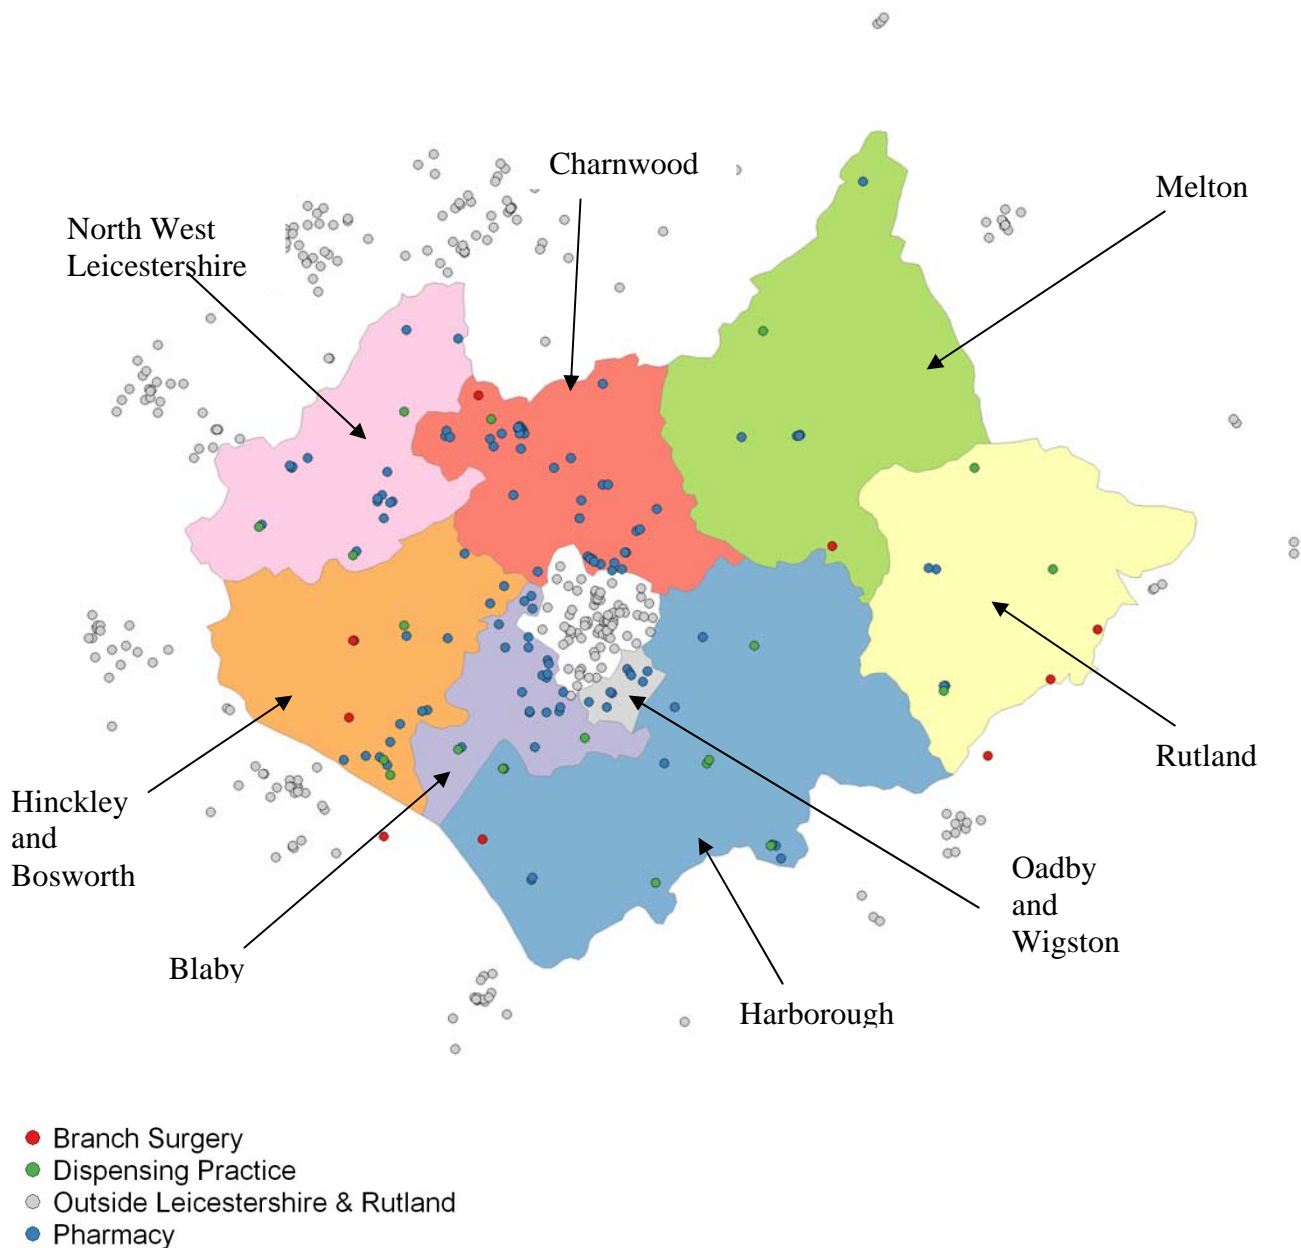 Charnwood
Melton
North West
Leicestershire
Rutland
Hinckley
and
Bosworth
Oadby
and
Wigston
Blaby
Harborough
Branch Surgery
Dispensing Practice
Outside Leicestershire & Rutland
Pharmacy